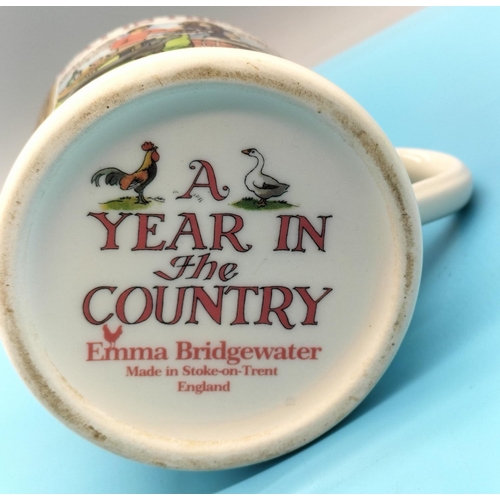 A
YEAR IN
The
COUNTRY
Emma Bridgewater
Made in Stoke-on-Trent
England